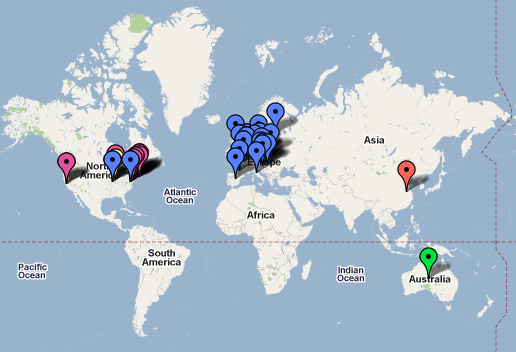 Asia
North
America
Europe
Atlantic
Ocean
Africa
South
America
Pacific
Ocean
Indian
Ocean
Australia